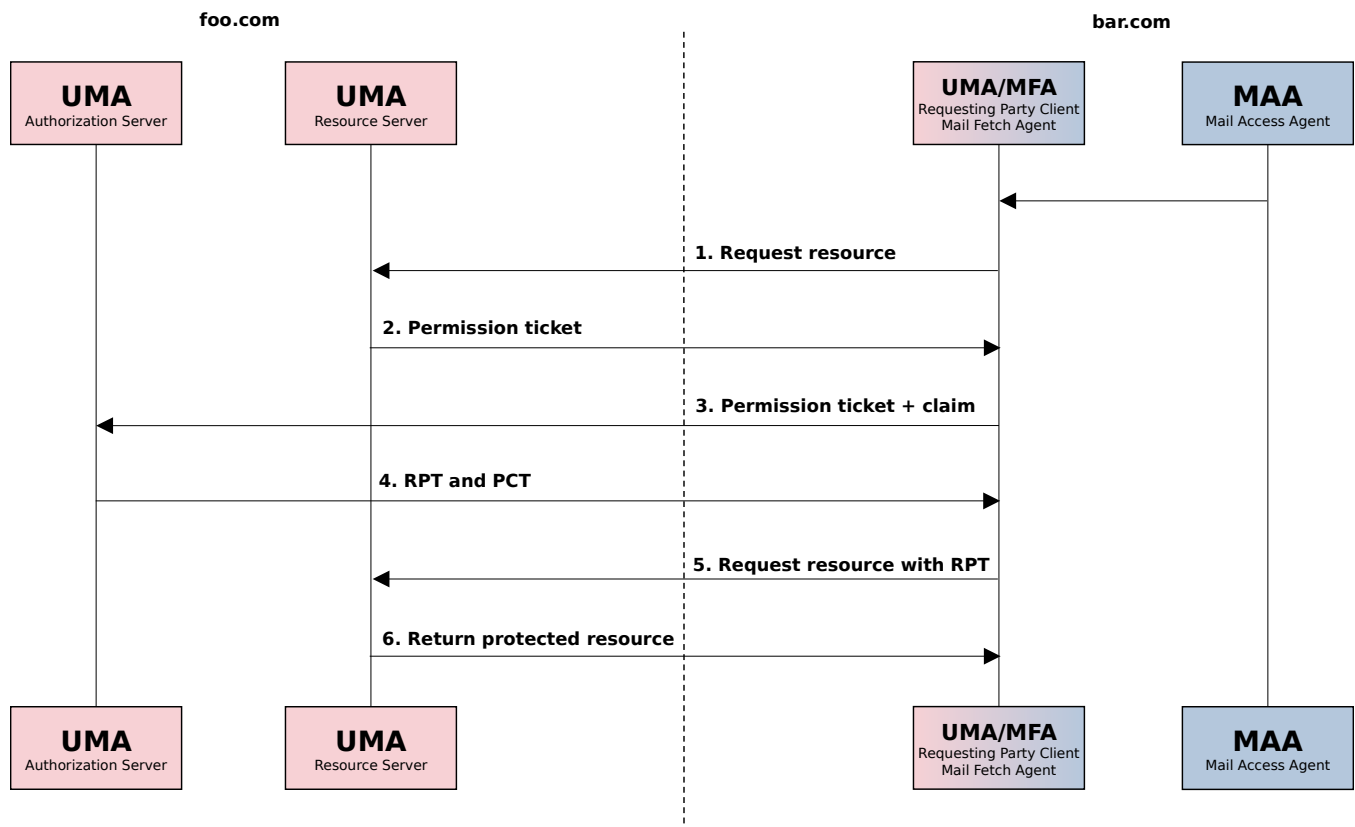 foo.com
bar.com
UMA
Authorization Server
UMA
Resource Server
UMA/MFA
Requesting Party Client
Mail Fetch Agent
MAA
Mail Access Agent
1. Request resource
2. Permission ticket
3. Permission ticket + claim
4. RPT and PCT
5. Request resource with RPT
6. Return protected resource
UMA
Authorization Server
UMA
Resource Server
UMA/MFA
Requesting Party Client
Mail Fetch Agent
MAA
Mail Access Agent